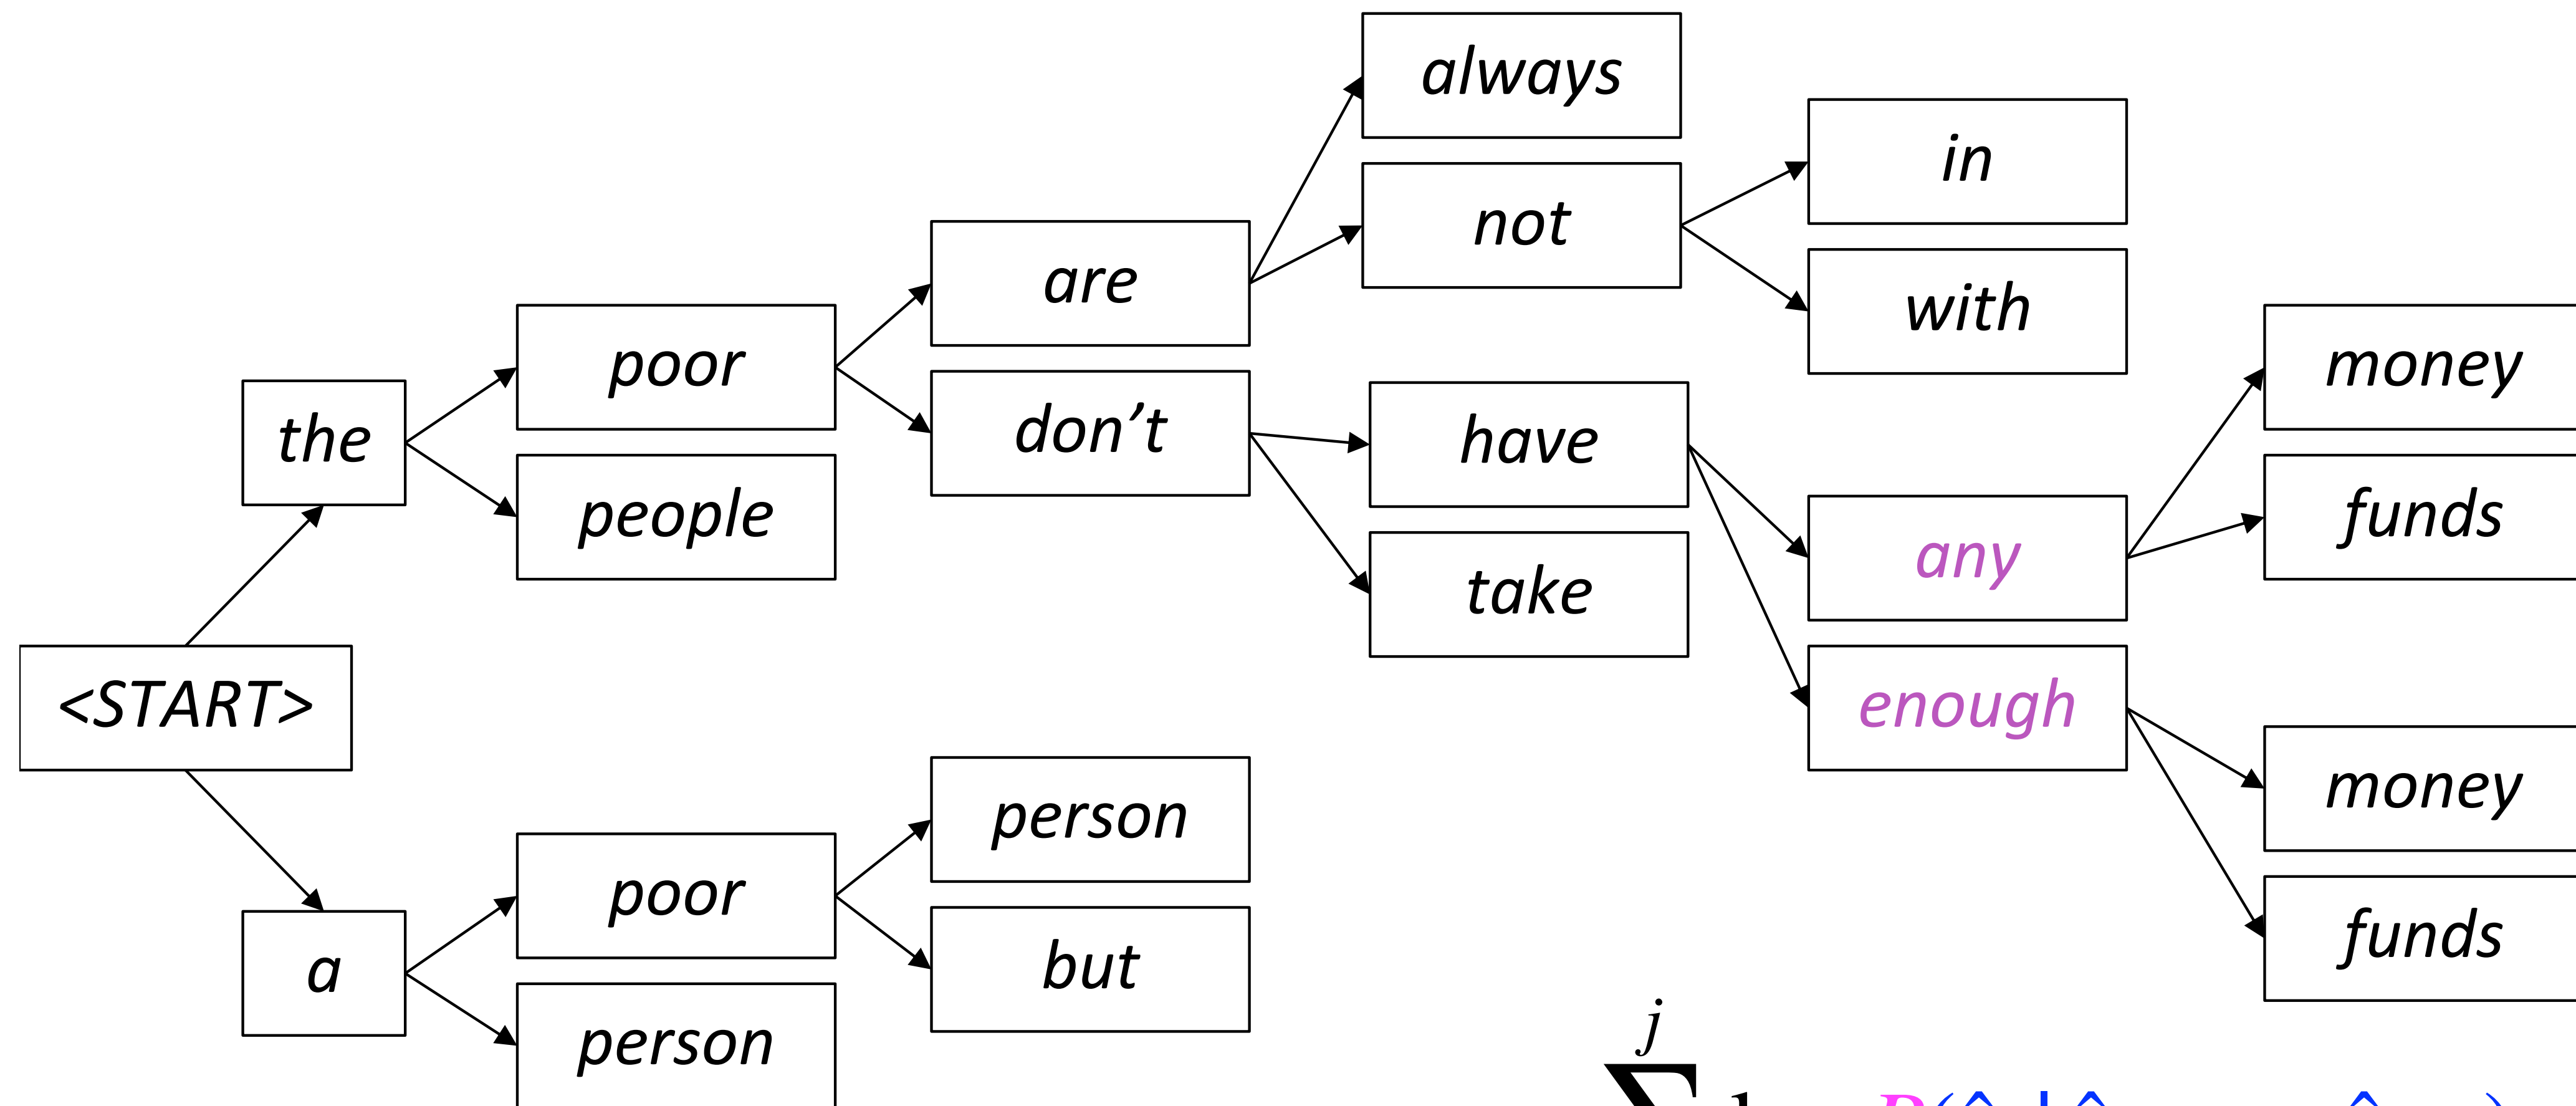 always
in
not
are
with
poor
money
don’t
have
the
people
funds
any
take
<START>
enough
person
money
poor
but
funds
a
person
j